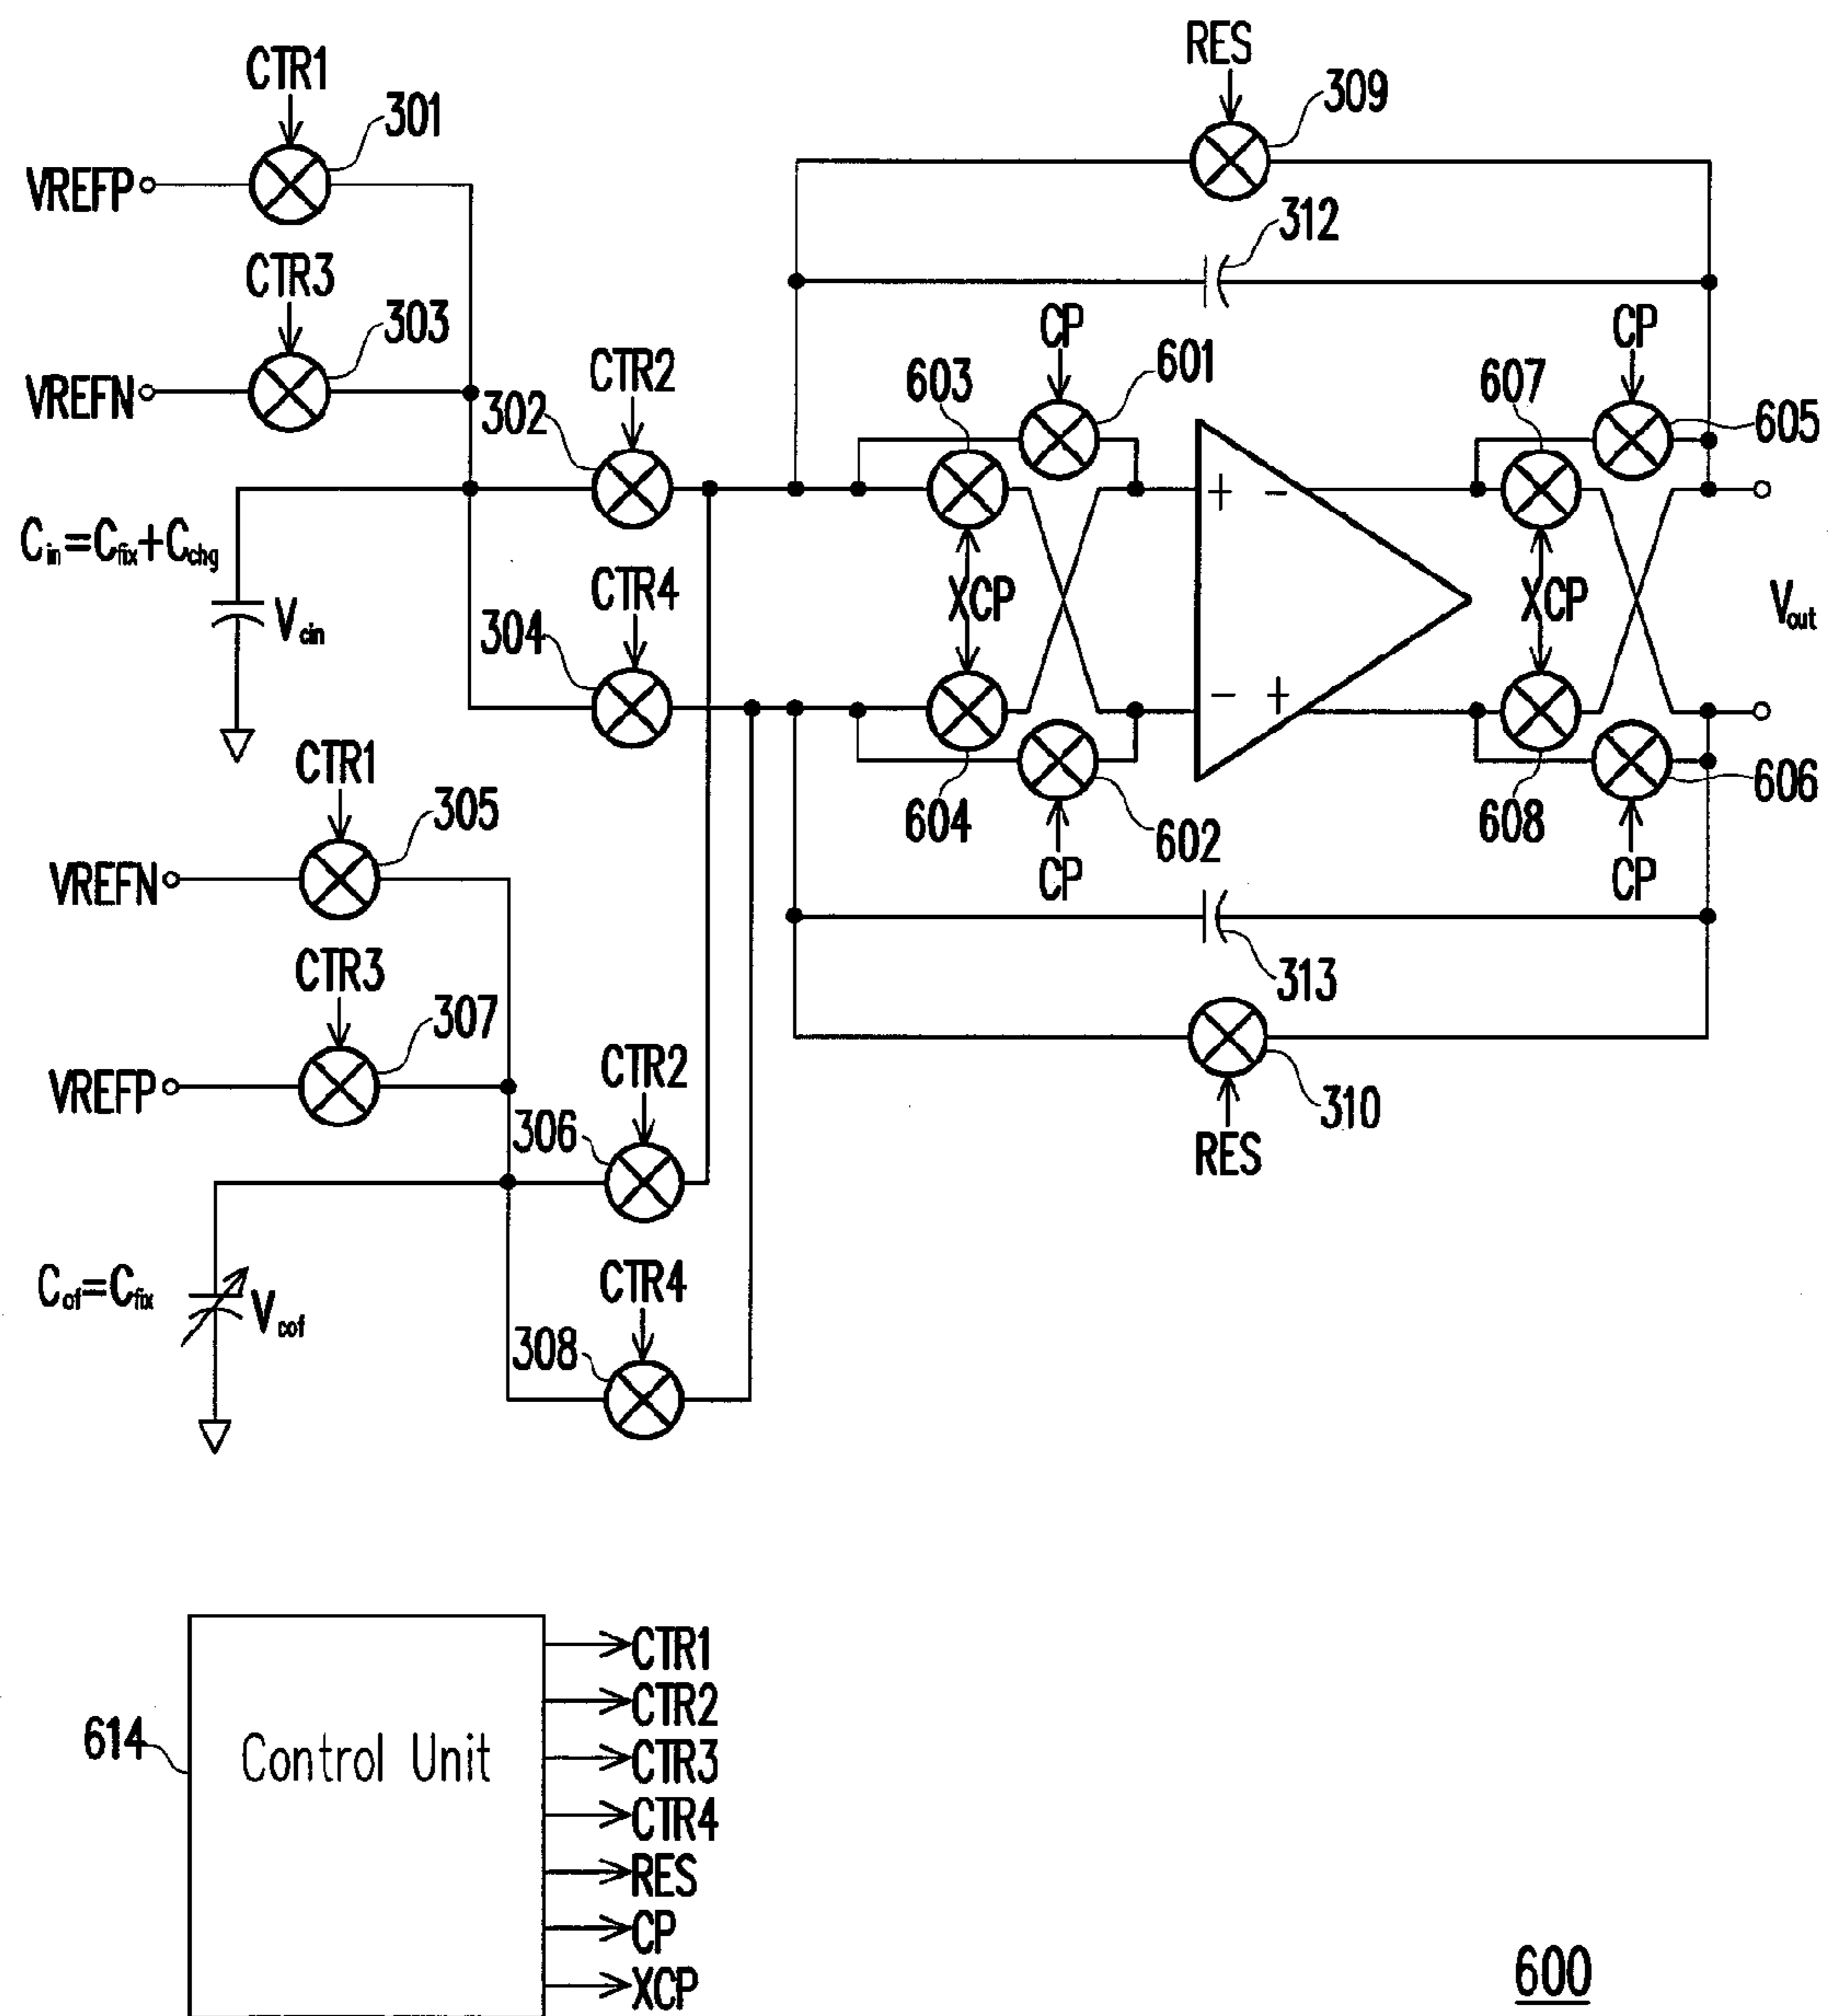 CTR1
301
VREFP
CTR3
303
VREFN
RES
309
312
CTR2
302
CP
601
603
CP
607
605
+ -
C_in=C_fix+C_chg
V_cin
CTR4
304
XCP
XCP
V_out
- +
604
602
CP
608
606
CP
CTR1
305
VREFN
CTR3
307
VREFP
313
310
RES
CTR2
306
C_of=C_fix
V_cof
CTR4
308
614
Control Unit
CTR1
CTR2
CTR3
CTR4
RES
CP
XCP
600